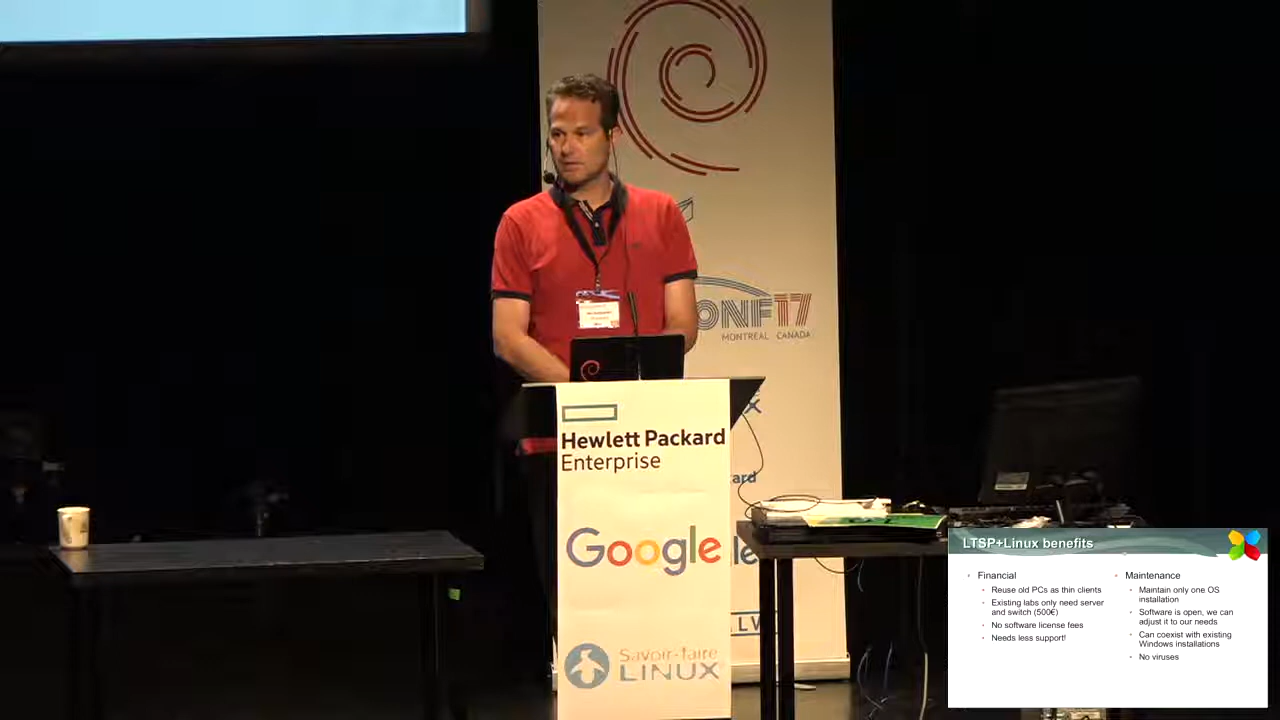 ONF17
MONTREAL CANADA
X
ard
le
LW
Hewlett Packard
Enterprise
Google
Savoir-faire
LINUX
LTSP+Linux benefits
Financial
Reuse old PCs as thin clients
Existing labs only need server
and switch (500€)
No software license fees
Needs less support!
Maintenance
Maintain only one OS
installation
Software is open, we can
adjust it to our needs
Can coexist with existing
Windows installations
No viruses